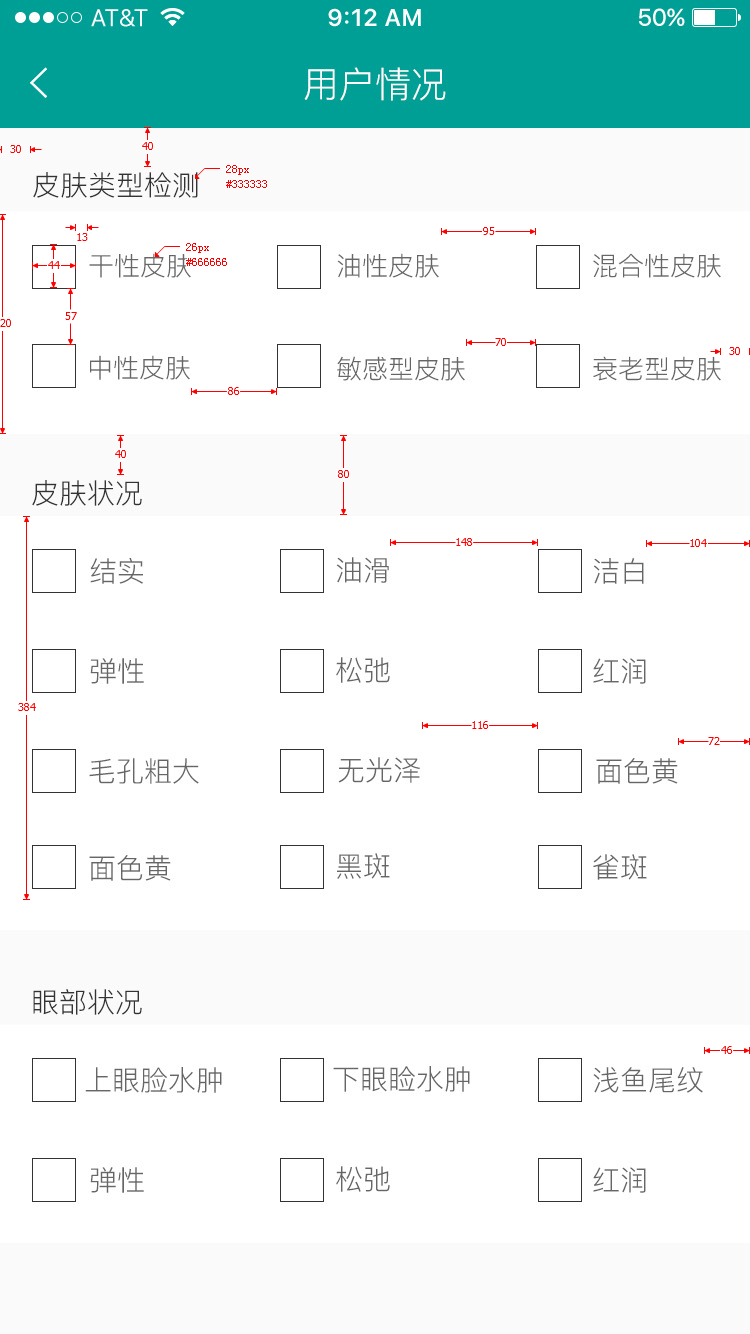 AT&T 9:12 AM 50%
用户情况
40
30
28px
皮肤类型检测
#333333
13
95
26px
干性皮肤 油性皮肤 混合性皮肤
#666666
44
57
20
70
30
中性皮肤 敏感型皮肤 衰老型皮肤
86
40
80
皮肤状况
148
104
结实 油滑 洁白
弹性 松弛 红润
384
116
72
毛孔粗大 无光泽 面色黄
面色黄 黑斑 雀斑
眼部状况
46
上眼脸水肿 下眼睑水肿 浅鱼尾纹
弹性 松弛 红润